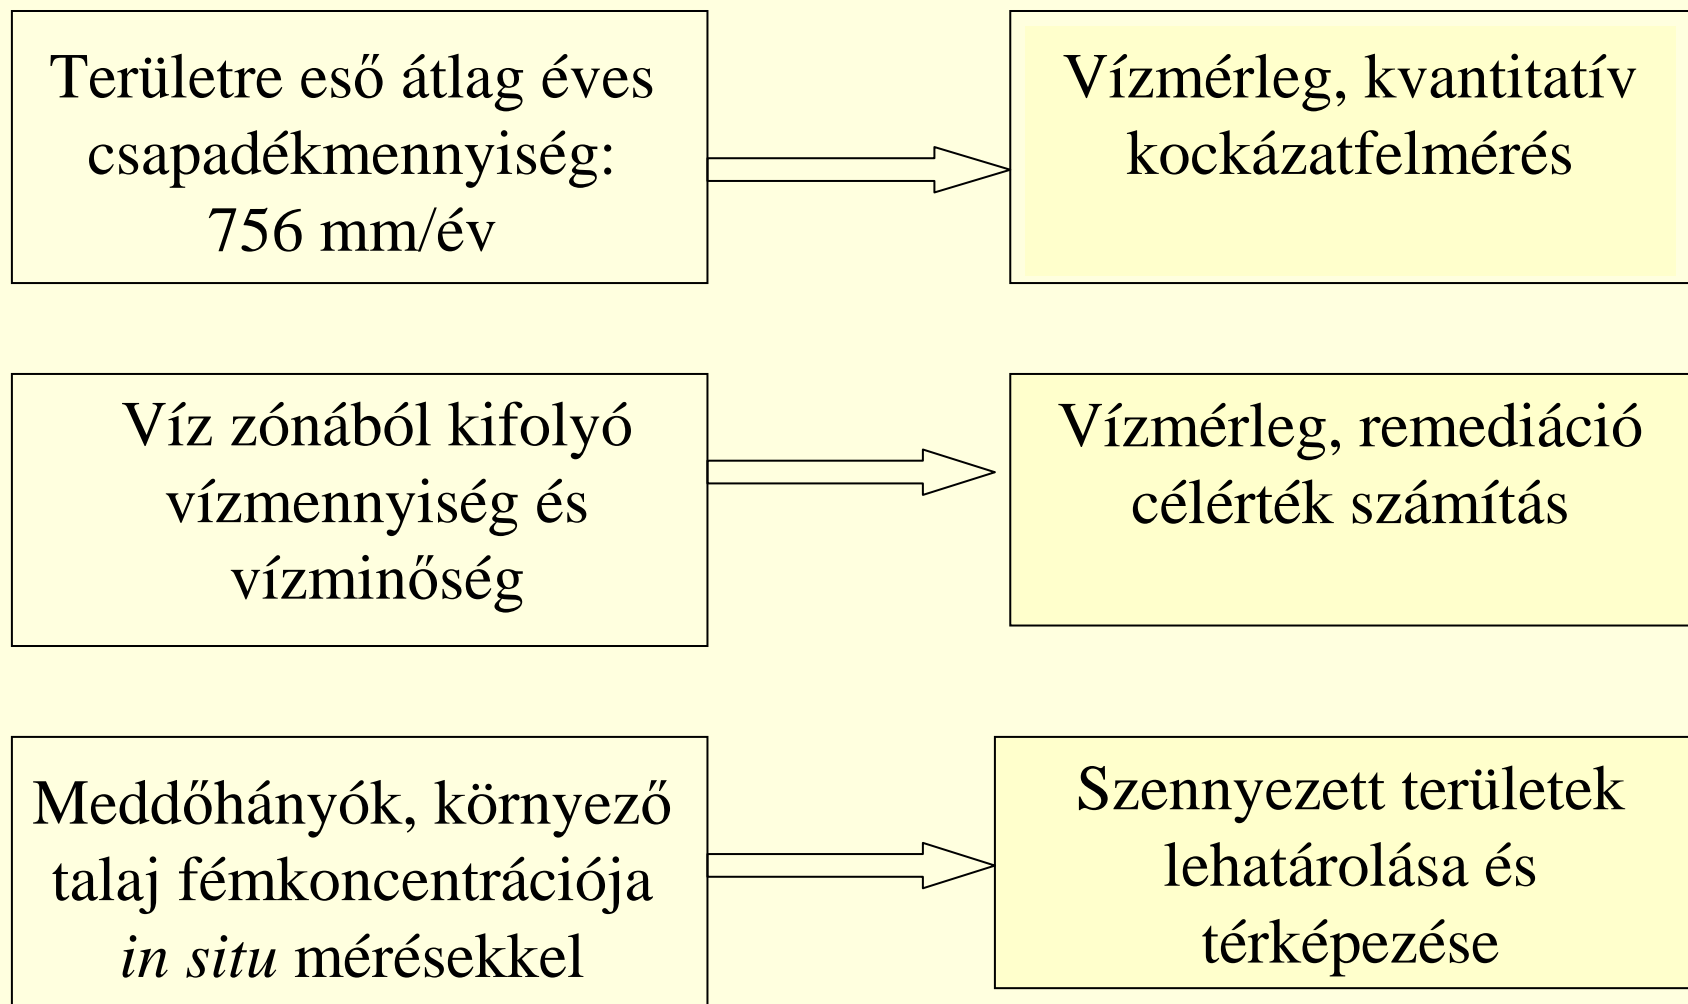 Területre eső átlag éves
csapadékmennyiség:
756 mm/év
Vízmérleg, kvantitatív
kockázatfelmérés
Víz zónából kifolyó
vízmennyiség és
vízminőség
Vízmérleg, remediáció
célérték számítás
Meddőhányók, környező
talaj fémkoncentrációja
in situ mérésekkel
Szennyezett területek
lehatárolása és
térképezése